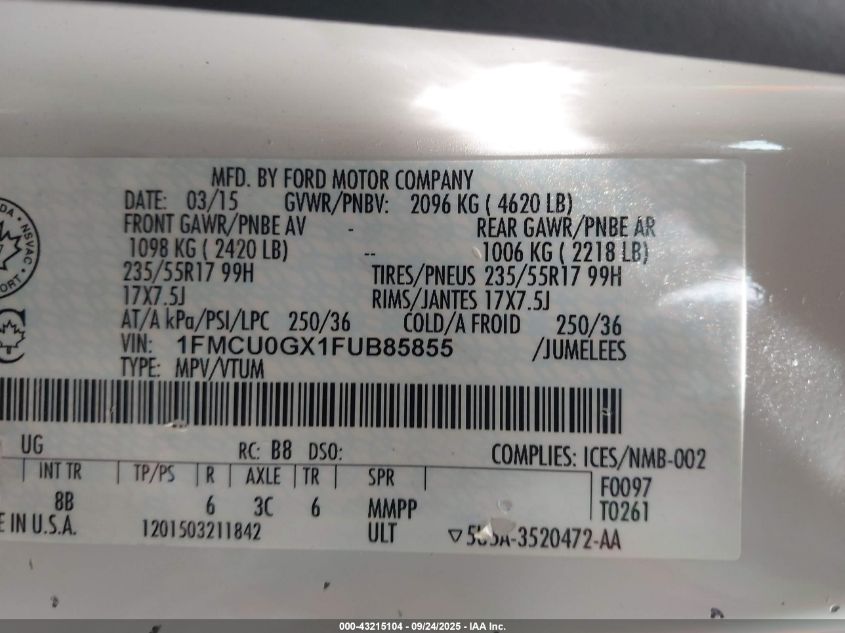 MFD. BY FORD MOTOR COMPANY
DATE: 03/15 GVWR/PNBV: 2096 KG ( 4620 LB)
FRONT GAWR/PNBE AV - REAR GAWR/PNBE AR
1098 KG ( 2420 LB) -- 1006 KG ( 2218 LB)
235/55R17 99H TIRES/PNEUS 235/55R17 99H
17X7.5J RIMS/JANTES 17X7.5J
AT/A kPa/PSI/LPC 250/36 COLD/A FROID 250/36
VIN: 1FMCU0GX1FUB85855 /JUMELEES
TYPE: MPV/VTUM
NSVAC
UG RC: B8 DSO: COMPLIES: ICES/NMB-002
INT TR TP/PS R AXLE TR SPR F0097
8B 6 3C 6 MMPP T0261
IN U.S.A. 1201503211842 ULT -3520472-AA
000-43215104 - 09/24/2025 - IAA Inc.